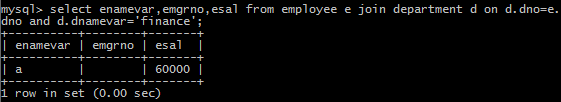 mysql> select enamevar,emgrno,esal from employee e join department d on d.dno=e.
dno and d.dnamevar='finance';
+----------+--------+-------+
| enamevar | emgrno | esal  |
+----------+--------+-------+
| a        |        | 60000 |
+----------+--------+-------+
1 row in set (0.00 sec)